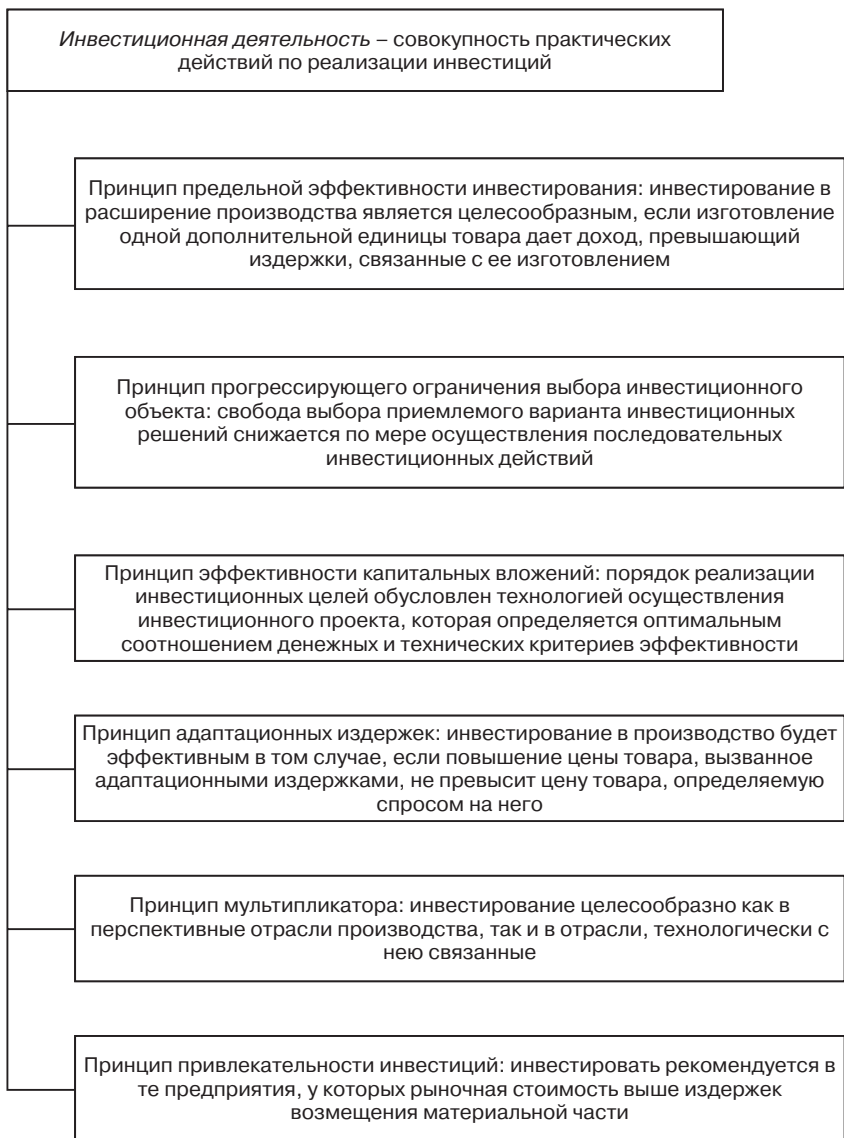 Инвестиционная деятельность – совокупность практических
действий по реализации инвестиций
Принцип предельной эффективности инвестирования: инвестирование в
расширение производства является целесообразным, если изготовление
одной дополнительной единицы товара дает доход, превышающий
издержки, связанные с ее изготовлением
Принцип прогрессирующего ограничения выбора инвестиционного
объекта: свобода выбора приемлемого варианта инвестиционных
решений снижается по мере осуществления последовательных
инвестиционных действий
Принцип эффективности капитальных вложений: порядок реализации
инвестиционных целей обусловлен технологией осуществления
инвестиционного проекта, которая определяется оптимальным
соотношением денежных и технических критериев эффективности
Принцип адаптационных издержек: инвестирование в производство будет
эффективным в том случае, если повышение цены товара, вызванное
адаптационными издержками, не превысит цену товара, определяемую
спросом на него
Принцип мультипликатора: инвестирование целесообразно как в
перспективные отрасли производства, так и в отрасли, технологически с
нею связанные
Принцип привлекательности инвестиций: инвестировать рекомендуется в
те предприятия, у которых рыночная стоимость выше издержек
возмещения материальной части